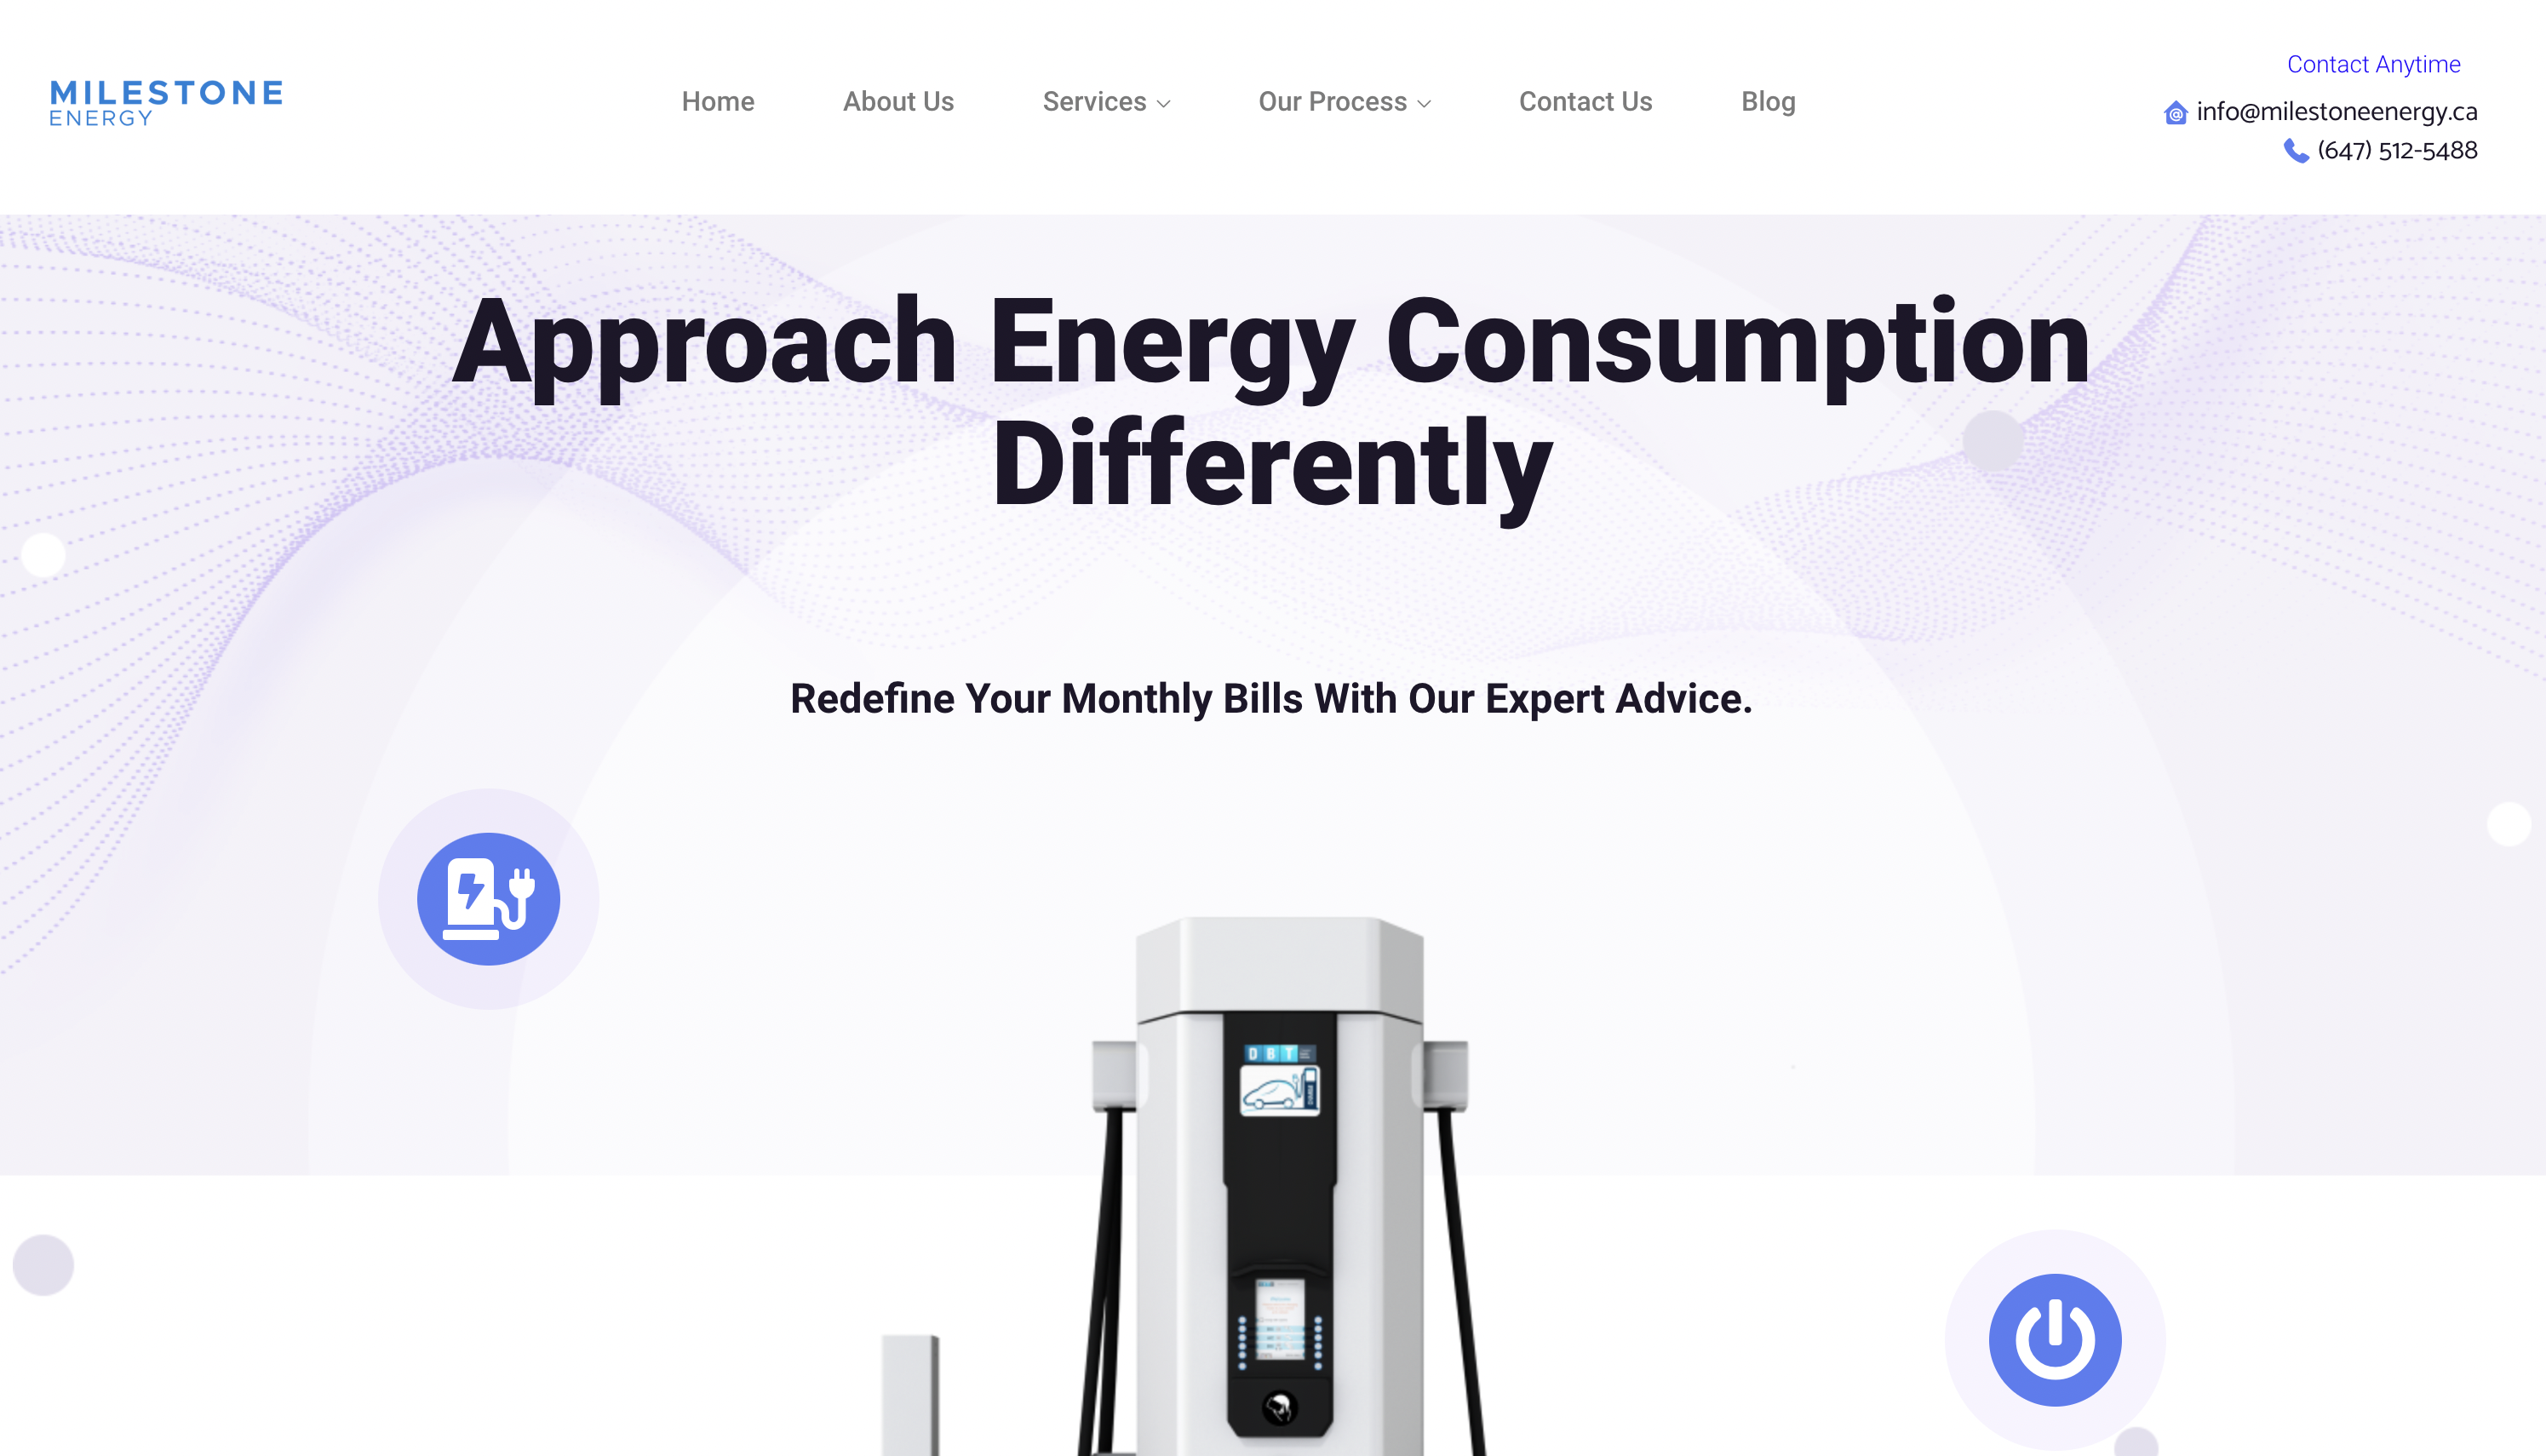 MILESTONE
ENERGY
Home
About Us
Services
Our Process
Contact Us
Blog
Contact Anytime
info@milestoneenergy.ca
(647) 512-5488
Approach Energy Consumption
Differently
Redefine Your Monthly Bills With Our Expert Advice.
DBT